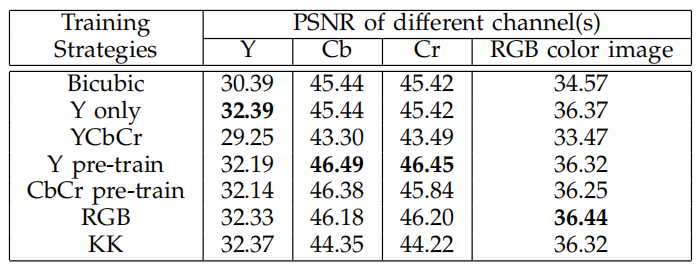 Training Strategies PSNR of different channel(s)
Y Cb Cr RGB color image
Bicubic 30.39 45.44 45.42 34.57
Y only 32.39 45.44 45.42 36.37
YCbCr 29.25 43.30 43.49 33.47
Y pre-train 32.19 46.49 46.45 36.32
CbCr pre-train 32.14 46.38 45.84 36.25
RGB 32.33 46.18 46.20 36.44
KK 32.37 44.35 44.22 36.32